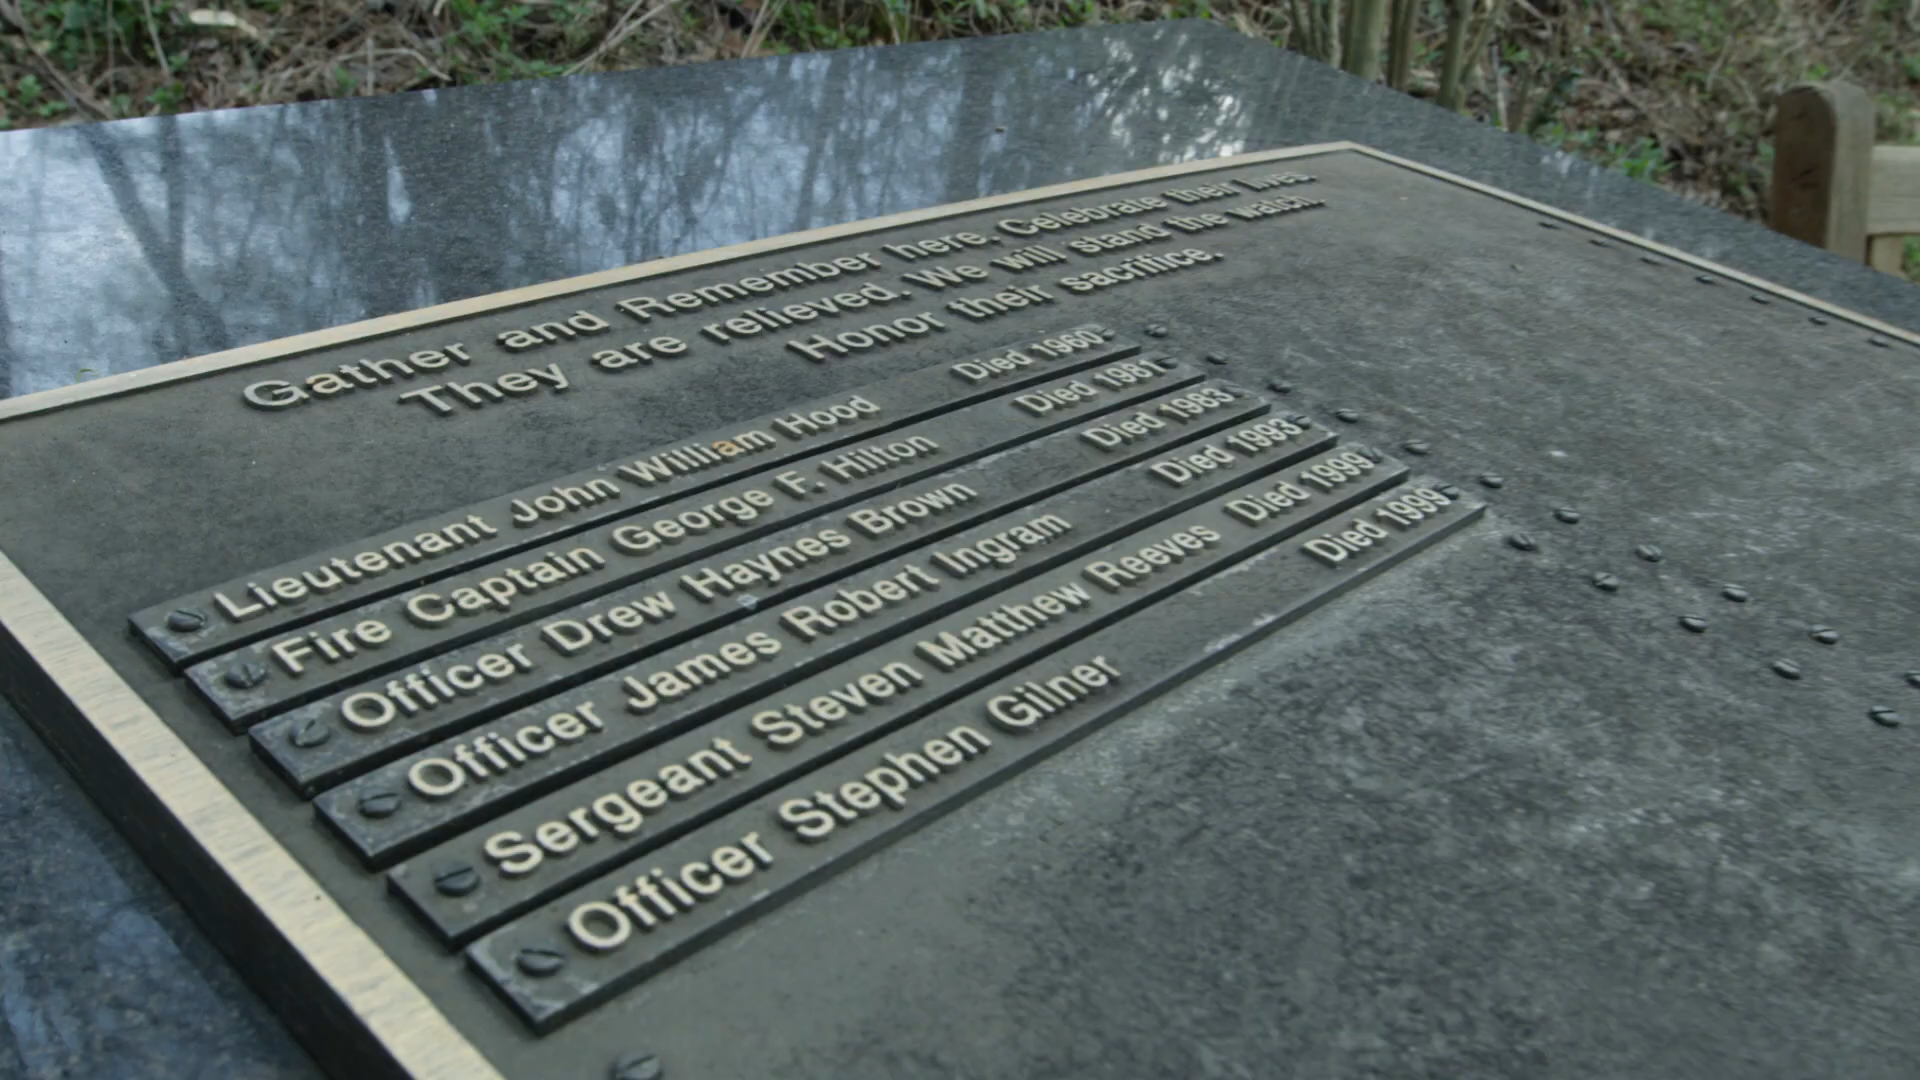 Gather and Remember here. Celebrate their lives.
They are relieved. We will stand the watch.
Honor their sacrifice.
Lieutenant John William Hood Died 1960
Fire Captain George F. Hilton Died 1981
Officer Drew Haynes Brown Died 1983
Officer James Robert Ingram Died 1993
Sergeant Steven Matthew Reeves Died 1999
Officer Stephen Gilner Died 1999